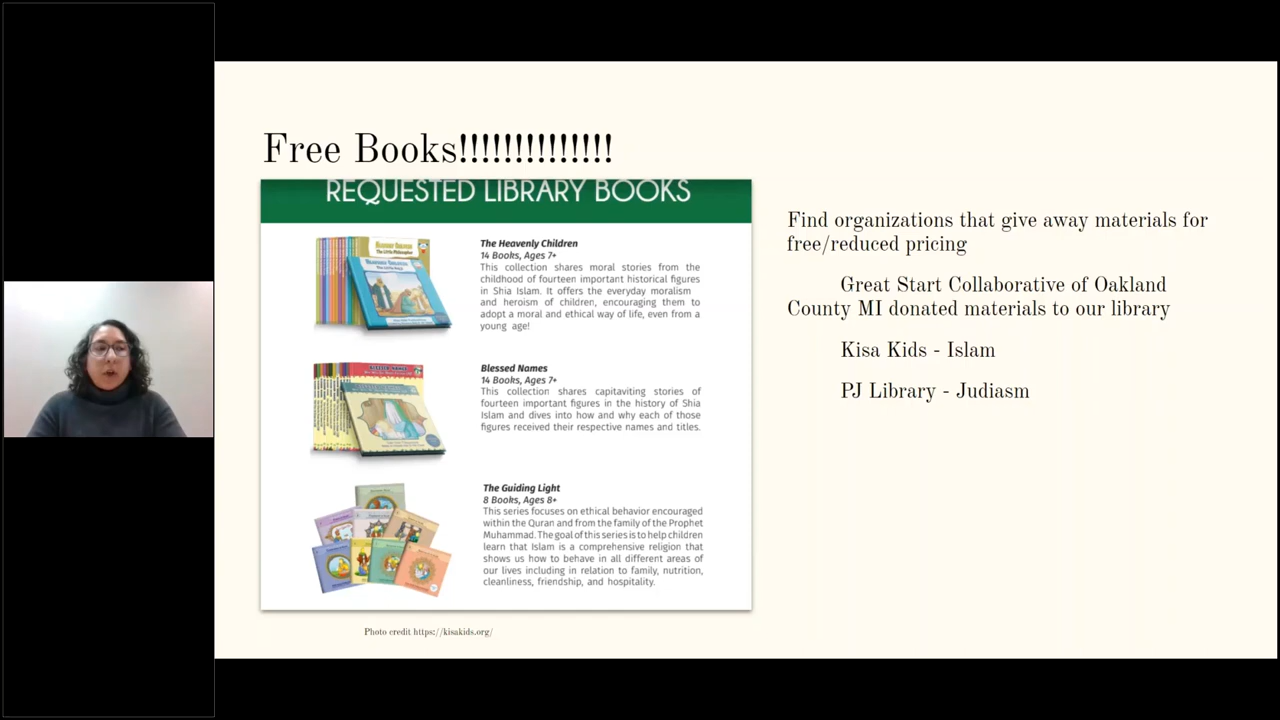 Free Books!!!!!!!!!!!!!!
REQUESTED LIBRARY BOOKS
The Heavenly Children
14 Books, Ages 7+
This collection shares moral stories from the
childhood of fourteen important historical figures
in Shia Islam. It offers the everyday moralism
and heroism of children, encouraging them to
adopt a moral and ethical way of life, even from a
young age!
Blessed Names
14 Books, Ages 7+
This collection shares capitaviting stories of
fourteen important figures in the history of Shia
Islam and dives into how and why each of those
figures received their respective names and titles.
The Guiding Light
8 Books, Ages 8+
This series focuses on ethical behavior encouraged
within the Quran and from the family of the Prophet
Muhammad. The goal of this series is to help children
learn that Islam is a comprehensive religion that
shows us how to behave in all different areas of
our lives including in relation to family, nutrition,
cleanliness, friendship, and hospitality.
Photo credit https://kisakids.org/
Find organizations that give away materials for
free/reduced pricing
Great Start Collaborative of Oakland
County MI donated materials to our library
Kisa Kids - Islam
PJ Library - Judiasm